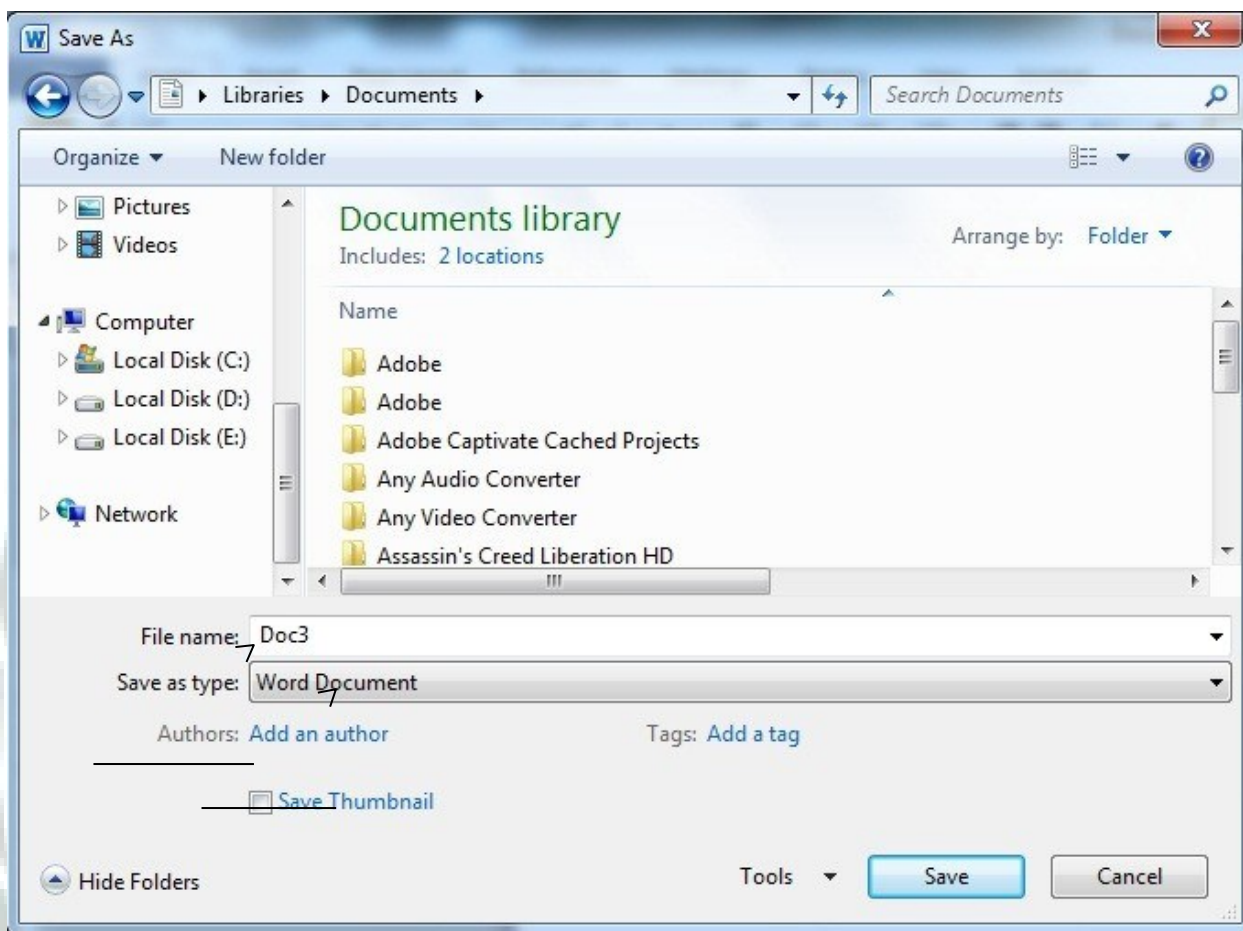 Save As
Libraries Documents
Search Documents
Organize New folder
Pictures
Videos
Computer
Local Disk (C:)
Local Disk (D:)
Local Disk (E:)
Network
Documents library
Includes: 2 locations
Arrange by: Folder
Name
Adobe
Adobe
Adobe Captivate Cached Projects
Any Audio Converter
Any Video Converter
Assassin's Creed Liberation HD
File name: Doc3
Save as type: Word Document
Authors: Add an author Tags: Add a tag
Save Thumbnail
Hide Folders Tools Save Cancel